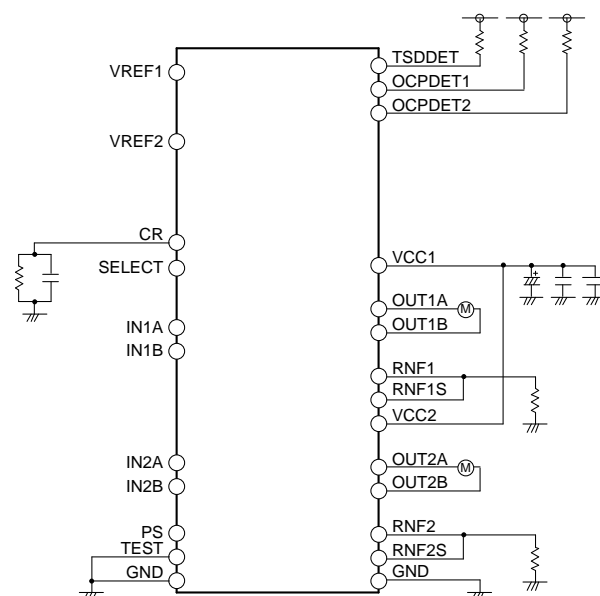 VREF1
VREF2
CR
SELECT
IN1A
IN1B
IN2A
IN2B
PS
TEST
GND
TSDDET
OCPDET1
OCPDET2
VCC1
+
OUT1A
M
OUT1B
RNF1
RNF1S
VCC2
OUT2A
M
OUT2B
RNF2
RNF2S
GND